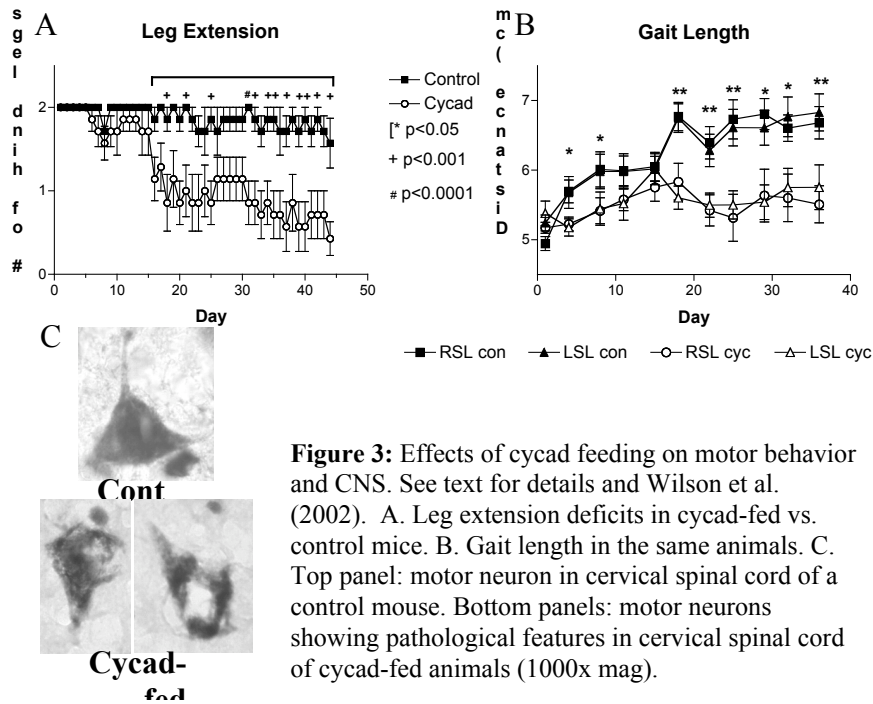 A
Leg Extension
sgel dnih fo #
2
1
0
0 10 20 30 40 50
Day
+ + + # + + + + + + + +
Control
Cycad
[* p<0.05
+ p<0.001
# p<0.0001
B
Gait Length
mc( ecnatsiD
* * ** ** ** * * **
7
6
5
0 10 20 30 40
Day
RSL con LSL con RSL cyc LSL cyc
C
Cont
Cycad-
fed
Figure 3: Effects of cycad feeding on motor behavior
and CNS. See text for details and Wilson et al.
(2002). A. Leg extension deficits in cycad-fed vs.
control mice. B. Gait length in the same animals. C.
Top panel: motor neuron in cervical spinal cord of a
control mouse. Bottom panels: motor neurons
showing pathological features in cervical spinal cord
of cycad-fed animals (1000x mag).